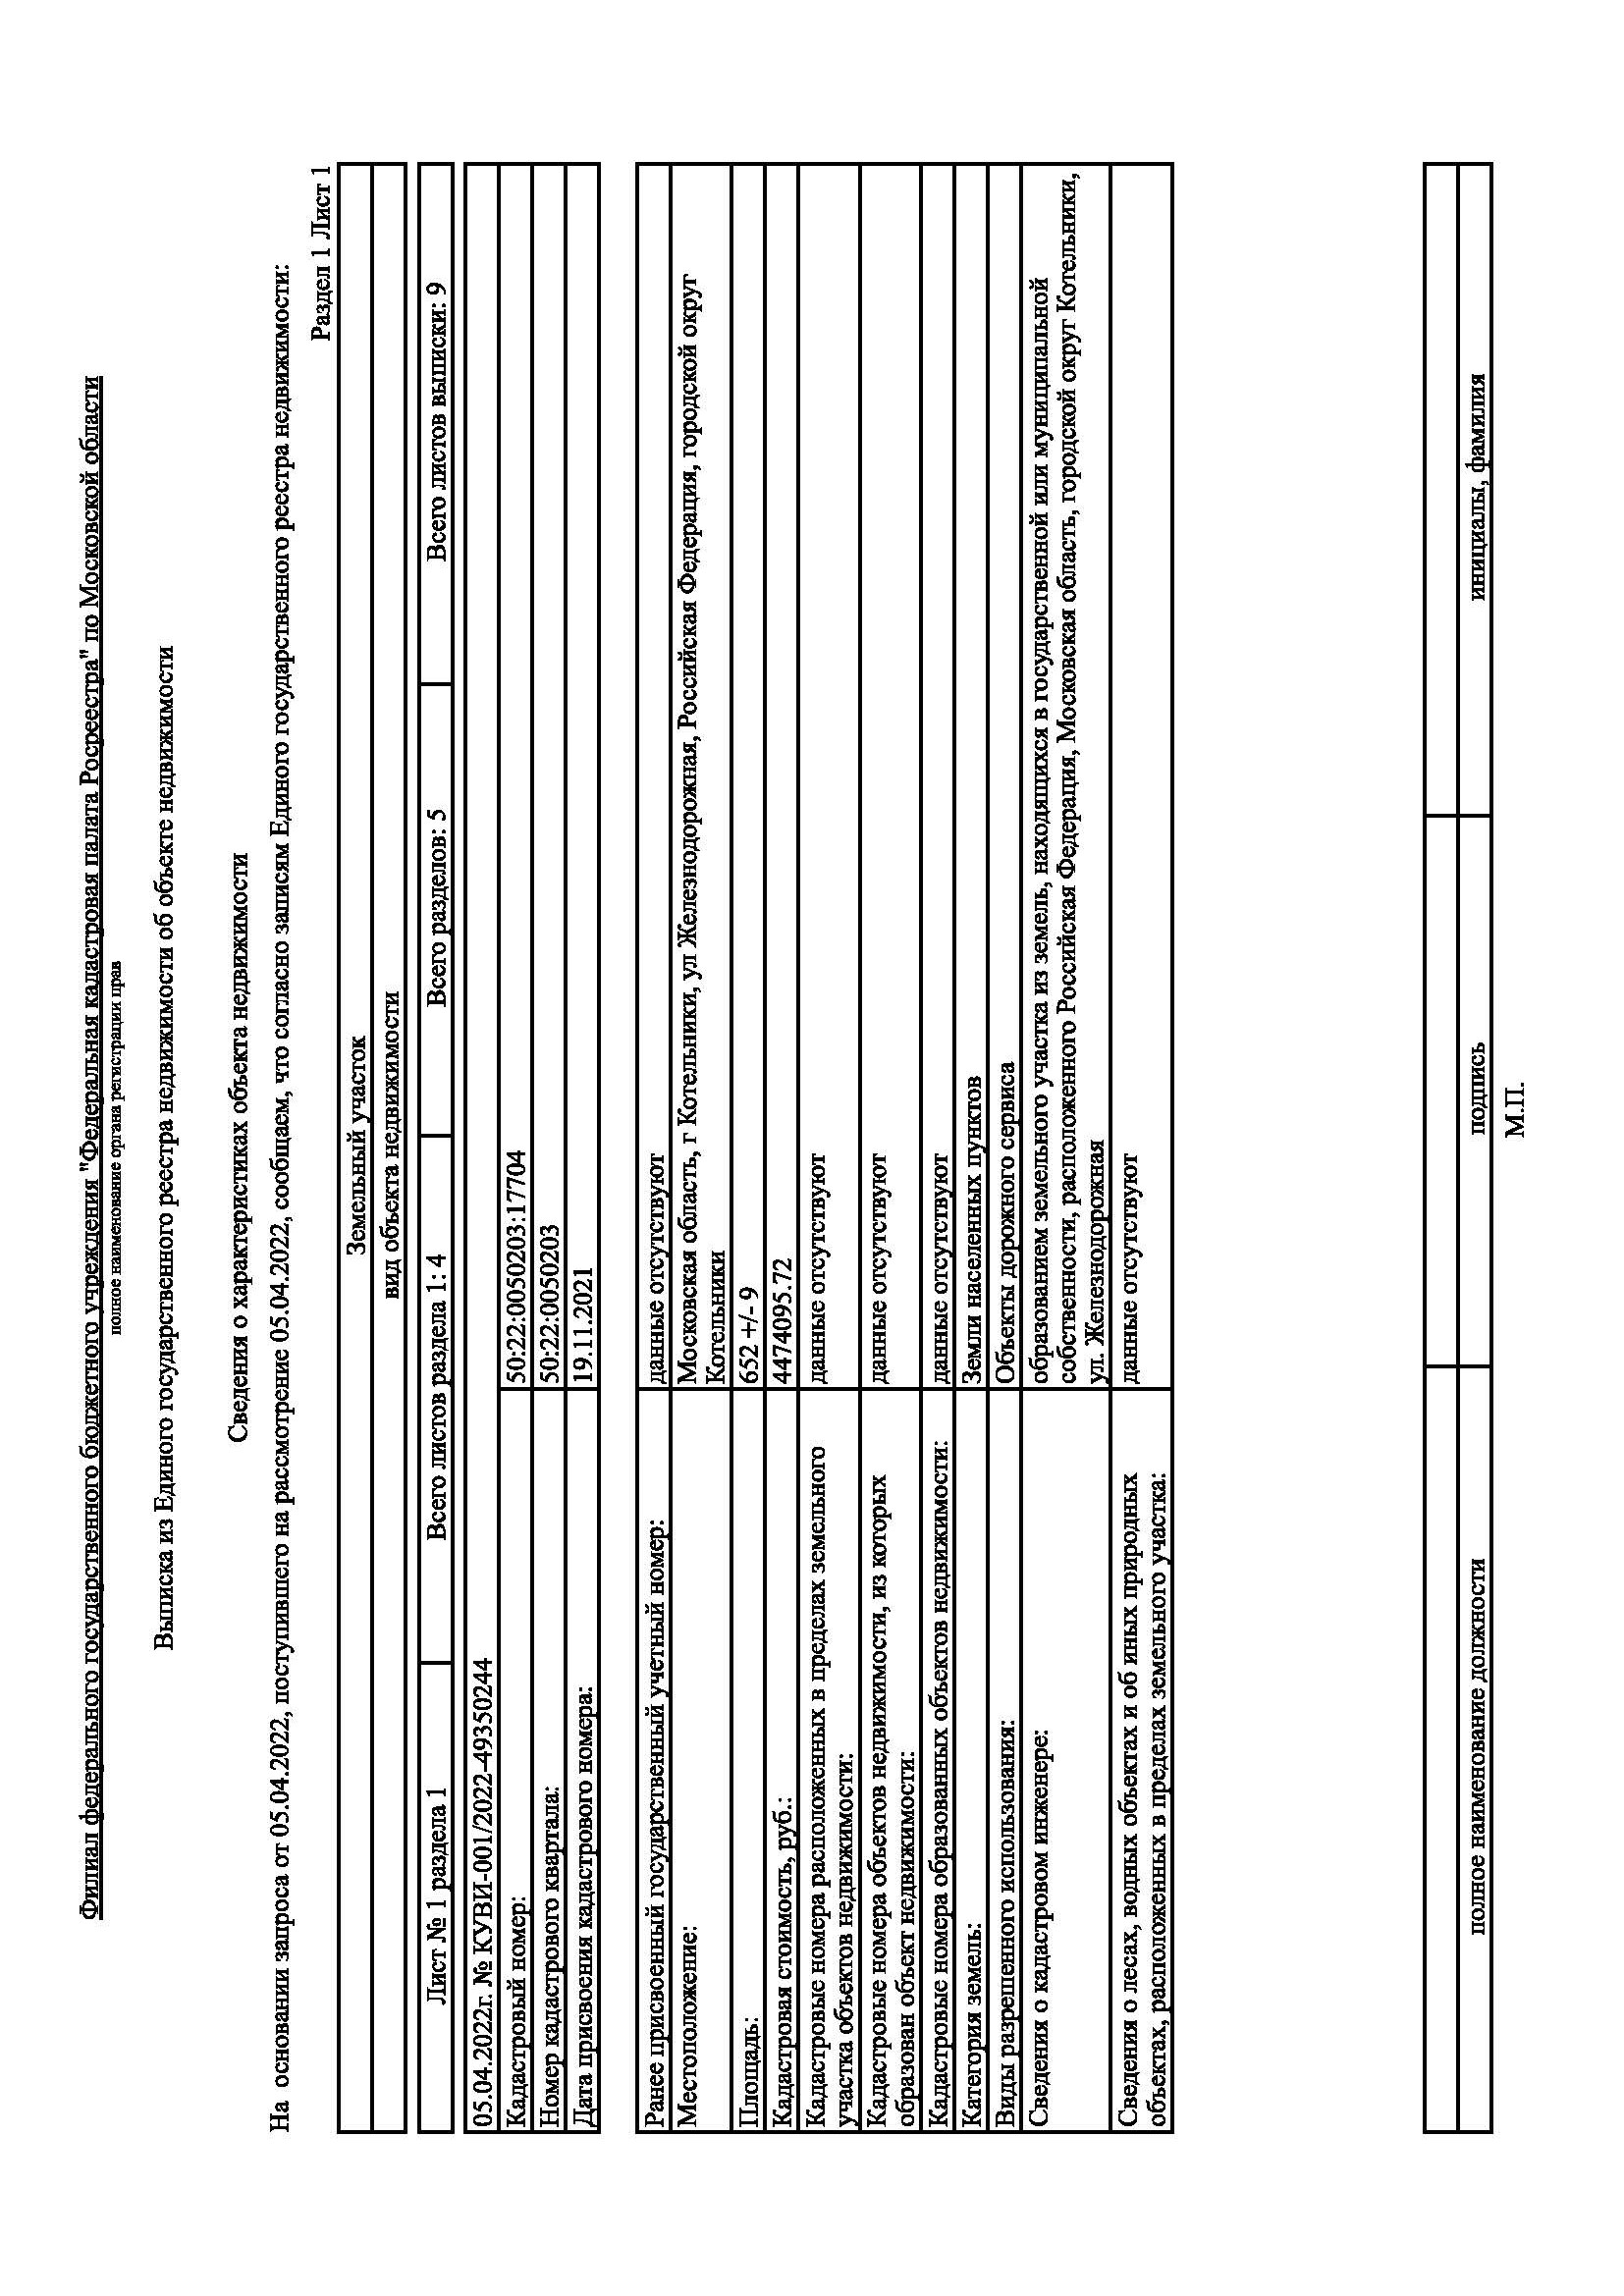 Филиал федерального государственного бюджетного учреждения "Федеральная кадастровая палата Росреестра" по Московской области
полное наименование органа регистрации прав
Выписка из Единого государственного реестра недвижимости об объекте недвижимости
Сведения о характеристиках объекта недвижимости
На основании запроса от 05.04.2022, поступившего на рассмотрение 05.04.2022, сообщаем, что согласно записям Единого государственного реестра недвижимости:
Раздел 1 Лист 1
Земельный участок
вид объекта недвижимости
Лист № 1 раздела 1 Всего листов раздела 1: 4 Всего разделов: 5 Всего листов выписки: 9
05.04.2022г. № КУВИ-001/2022-49350244
Кадастровый номер: 50:22:0050203:17704
Номер кадастрового квартала: 50:22:0050203
Дата присвоения кадастрового номера: 19.11.2021
Ранее присвоенный государственный учетный номер: данные отсутствуют
Местоположение: Московская область, г Котельники, ул Железнодорожная, Российская Федерация, городской округ
Котельники
Площадь: 652 +/- 9
Кадастровая стоимость, руб.: 4474095.72
Кадастровые номера расположенных в пределах земельного данные отсутствуют
участка объектов недвижимости:
Кадастровые номера объектов недвижимости, из которых данные отсутствуют
образован объект недвижимости:
Кадастровые номера образованных объектов недвижимости: данные отсутствуют
Категория земель: Земли населенных пунктов
Виды разрешенного использования: Объекты дорожного сервиса
Сведения о кадастровом инженере: образованием земельного участка из земель, находящихся в государственной или муниципальной
собственности, расположенного Российская Федерация, Московская область, городской округ Котельники,
ул. Железнодорожная
Сведения о лесах, водных объектах и об иных природных данные отсутствуют
объектах, расположенных в пределах земельного участка:
полное наименование должности подпись инициалы, фамилия
М.П.